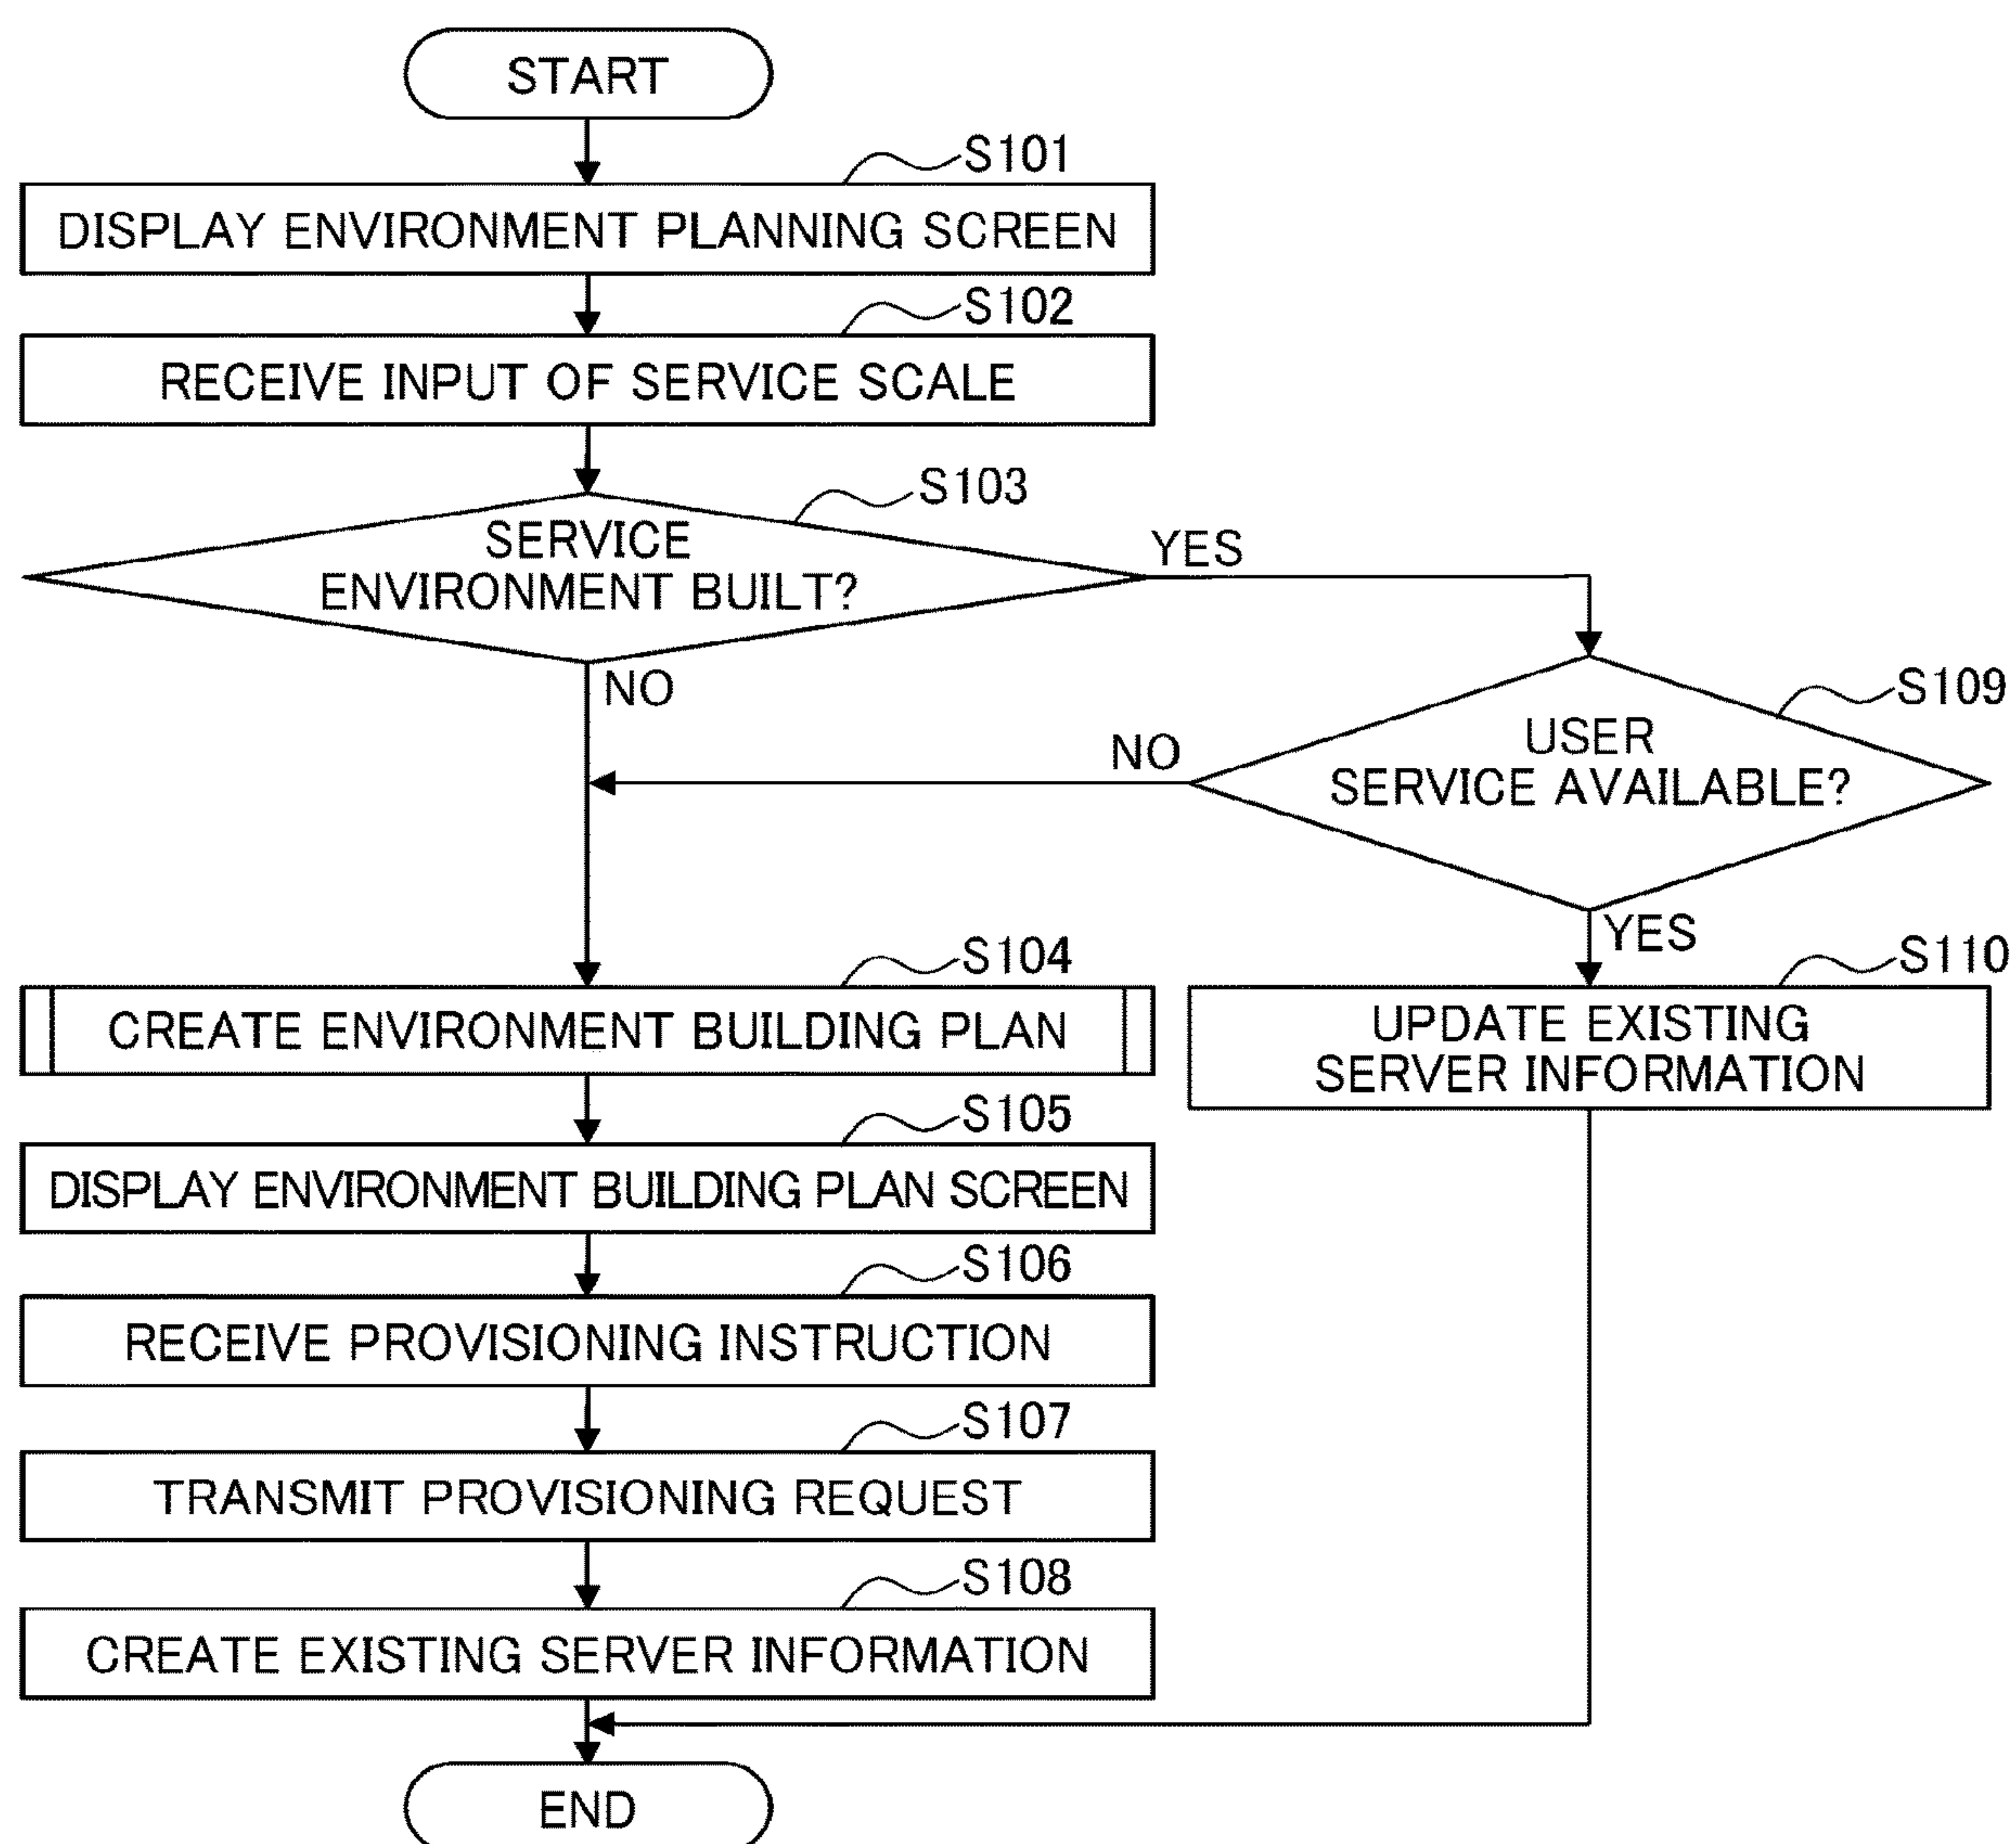 START
S101
DISPLAY ENVIRONMENT PLANNING SCREEN
S102
RECEIVE INPUT OF SERVICE SCALE
S103
SERVICE
ENVIRONMENT BUILT?
YES
NO
S109
USER
SERVICE AVAILABLE?
NO
YES
S104
CREATE ENVIRONMENT BUILDING PLAN
S110
UPDATE EXISTING
SERVER INFORMATION
S105
DISPLAY ENVIRONMENT BUILDING PLAN SCREEN
S106
RECEIVE PROVISIONING INSTRUCTION
S107
TRANSMIT PROVISIONING REQUEST
S108
CREATE EXISTING SERVER INFORMATION
END